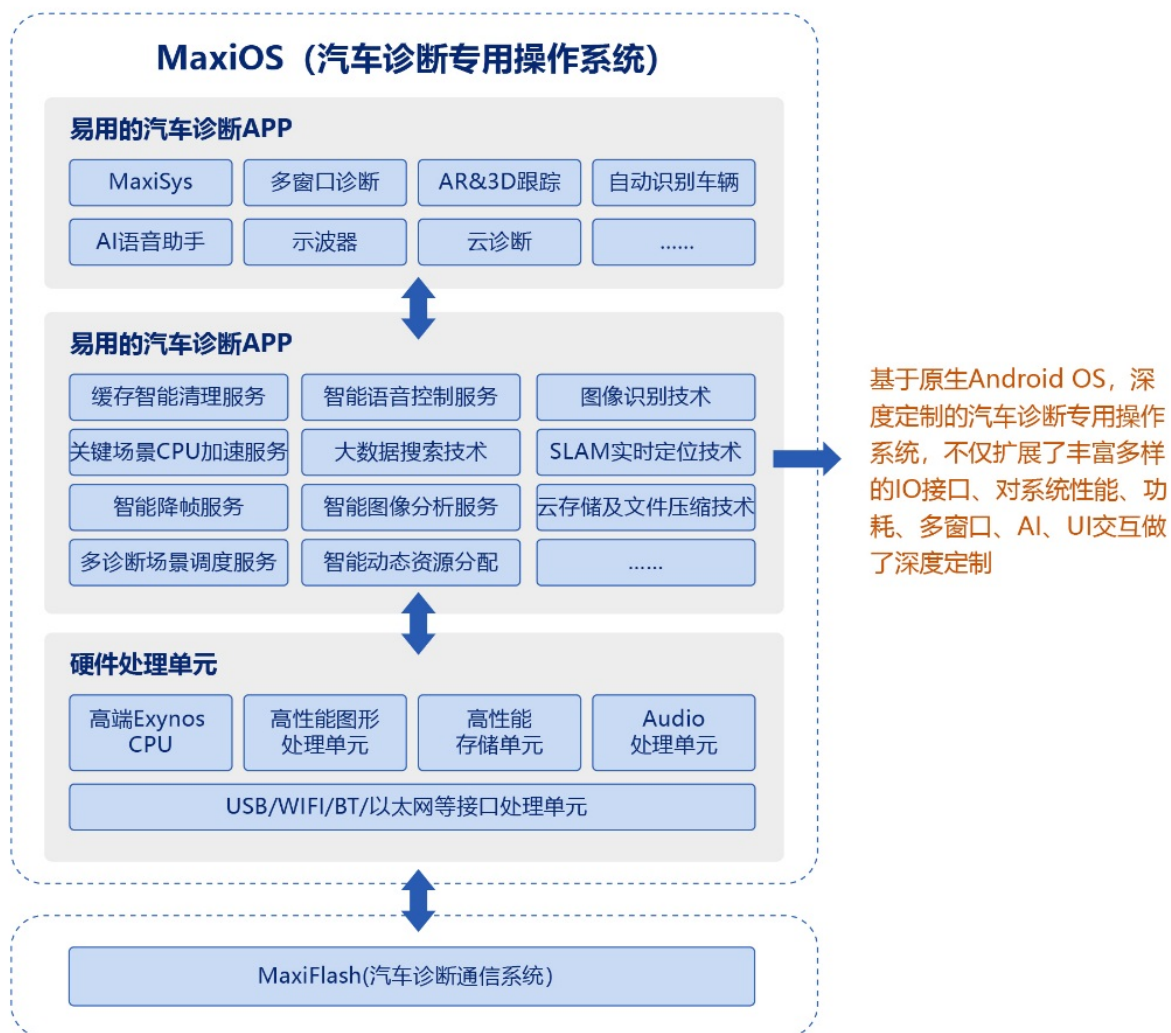 MaxiOS（汽车诊断专用操作系统）
易用的汽车诊断APP
MaxiSys
多窗口诊断
AR&3D跟踪
自动识别车辆
AI语音助手
示波器
云诊断
......
易用的汽车诊断APP
缓存智能清理服务
智能语音控制服务
图像识别技术
关键场景CPU加速服务
大数据搜索技术
SLAM实时定位技术
智能降帧服务
智能图像分析服务
云存储及文件压缩技术
多诊断场景调度服务
智能动态资源分配
......
基于原生Android OS，深
度定制的汽车诊断专用操作
系统，不仅扩展了丰富多样
的IO接口、对系统性能、功
耗、多窗口、AI、UI交互做
了深度定制
硬件处理单元
高端Exynos
CPU
高性能图形
处理单元
高性能
存储单元
Audio
处理单元
USB/WIFI/BT/以太网等接口处理单元
MaxiFlash(汽车诊断通信系统）